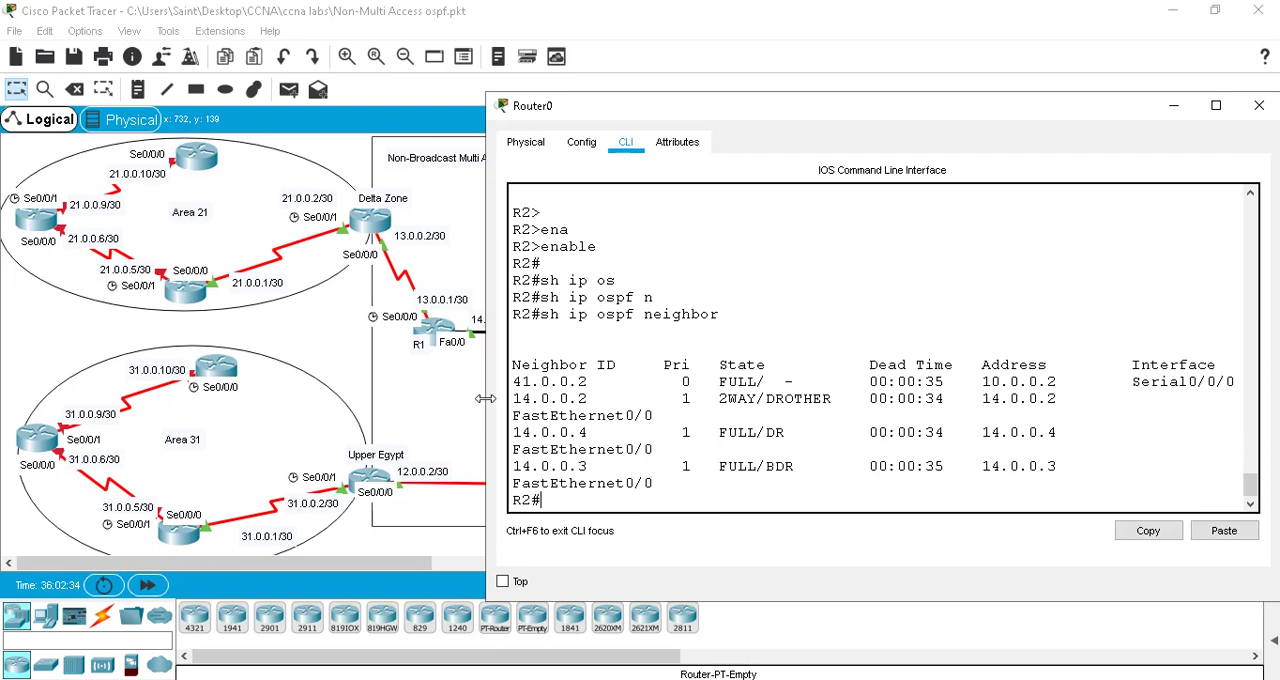 Cisco Packet Tracer - C:\Users\Saint\Desktop\CCNA\ccna labs\Non-Multi Access ospf.pkt
File Edit Options View Tools Extensions Help
?
Logical Physical x: 732, y: 139
Non-Broadcast Multi A
Se0/0/0
21.0.0.10/30
Se0/0/1
21.0.0.9/30
Area 21
21.0.0.2/30
Delta Zone
Se0/0/1
Se0/0/0
21.0.0.6/30
13.0.0.2/30
Se0/0/0
21.0.0.5/30
Se0/0/0
Se0/0/1
21.0.0.1/30
13.0.0.1/30
Se0/0/0
14.
R1
Fa0/0
31.0.0.10/30
Se0/0/0
31.0.0.9/30
Se0/0/1
Area 31
31.0.0.6/30
Se0/0/0
Upper Egypt
12.0.0.2/30
Se0/0/1
Se0/0/0
31.0.0.5/30
Se0/0/0
31.0.0.2/30
Se0/0/1
31.0.0.1/30
Router0
Physical Config CLI Attributes
IOS Command Line Interface
R2>
R2>ena
R2>enable
R2#
R2#sh ip os
R2#sh ip ospf n
R2#sh ip ospf neighbor
Neighbor ID Pri State Dead Time Address Interface
41.0.0.2 0 FULL/ - 00:00:35 10.0.0.2 Serial0/0/0
14.0.0.2 1 2WAY/DROTHER 00:00:34 14.0.0.2
FastEthernet0/0
14.0.0.4 1 FULL/DR 00:00:34 14.0.0.4
FastEthernet0/0
14.0.0.3 1 FULL/BDR 00:00:35 14.0.0.3
FastEthernet0/0
R2#
Ctrl+F6 to exit CLI focus
Copy Paste
Top
Time: 36:02:34
4321 1941 2901 2911 819IOX 819HGW 829 1240 PT-Router PT-Empty 1841 2620XM 2621XM 2811
Router-PT-Empty